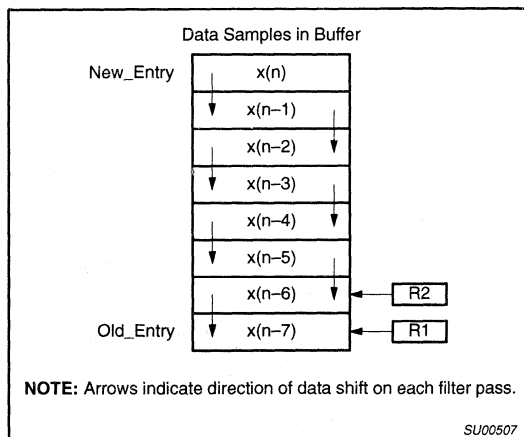 Data Samples in Buffer
New_Entry
x(n)
x(n–1)
x(n–2)
x(n–3)
x(n–4)
x(n–5)
x(n–6)
R2
Old_Entry
x(n–7)
R1
NOTE: Arrows indicate direction of data shift on each filter pass.
SU00507